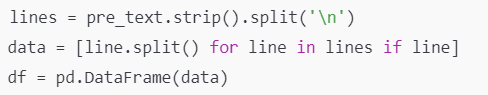 lines = pre_text.strip().split('\n')
data = [line.split() for line in lines if line]
df = pd.DataFrame(data)